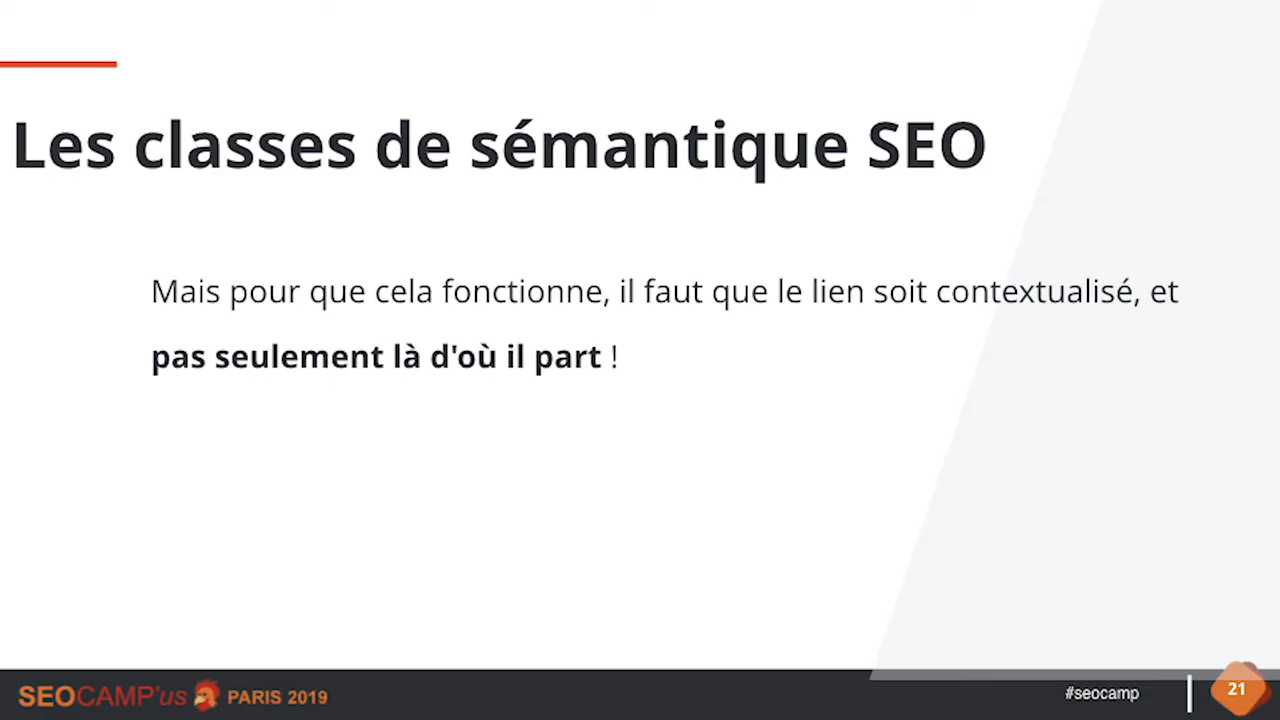 Les classes de sémantique SEO
Mais pour que cela fonctionne, il faut que le lien soit contextualisé, et
pas seulement là d'où il part !
SEOCAMP'us PARIS 2019
#seocamp
21